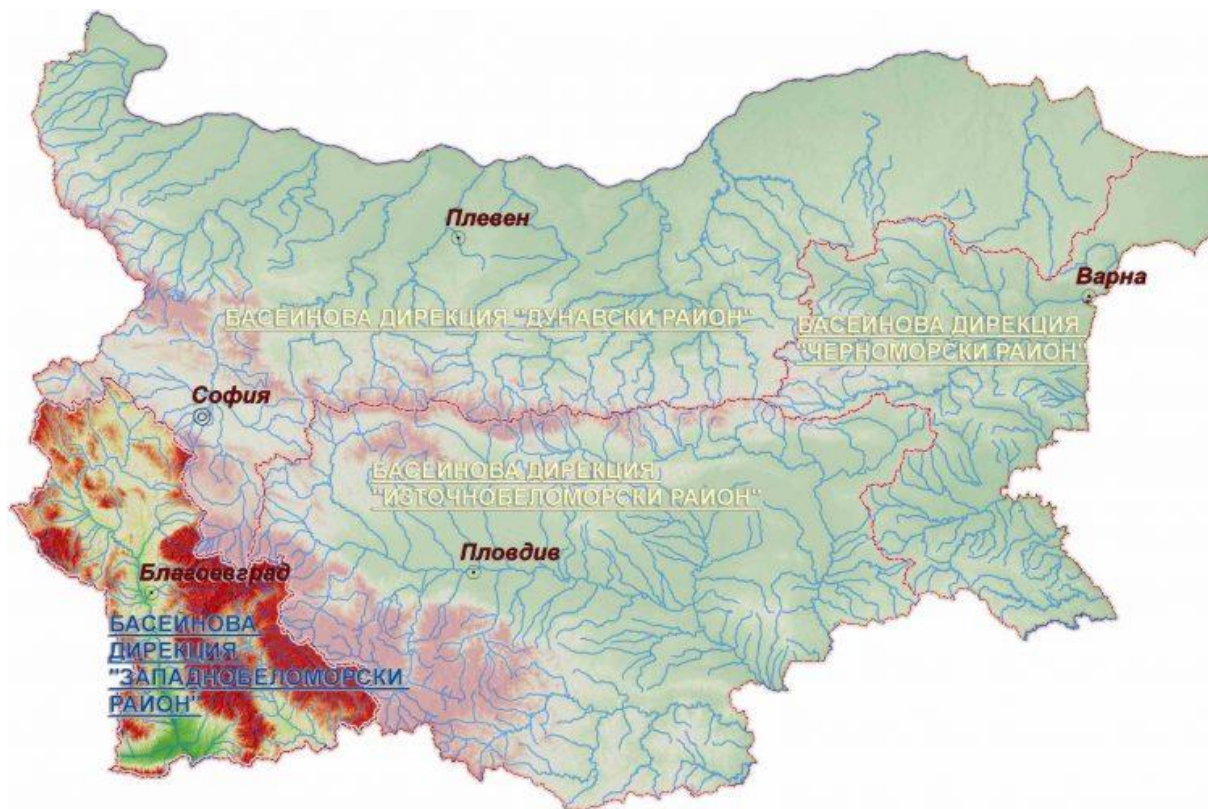 Плевен
Варна
БАСЕЙНОВА ДИРЕКЦИЯ "ДУНАВСКИ РАЙОН"
БАСЕЙНОВА ДИРЕКЦИЯ
"ЧЕРНОМОРСКИ РАЙОН"
София
БАСЕЙНОВА ДИРЕКЦИЯ
"ИЗТОЧНОБЕЛОМОРСКИ РАЙОН"
Пловдив
Благоевград
БАСЕЙНОВА
ДИРЕКЦИЯ
"ЗАПАДНОБЕЛОМОРСКИ
РАЙОН"